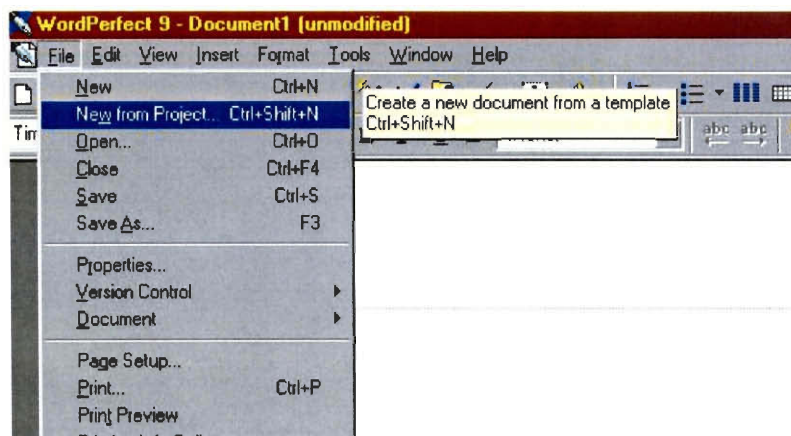 WordPerfect 9 - Document1 (unmodified)
File Edit View Insert Format Tools Window Help
New Ctrl+N
New from Project... Ctrl+Shift+N
Create a new document from a template
Ctrl+Shift+N
Open... Ctrl+O
abc abc
Close Ctrl+F4
Save Ctrl+S
Save As... F3
Properties...
Version Control
Document
Page Setup...
Print... Ctrl+P
Print Preview